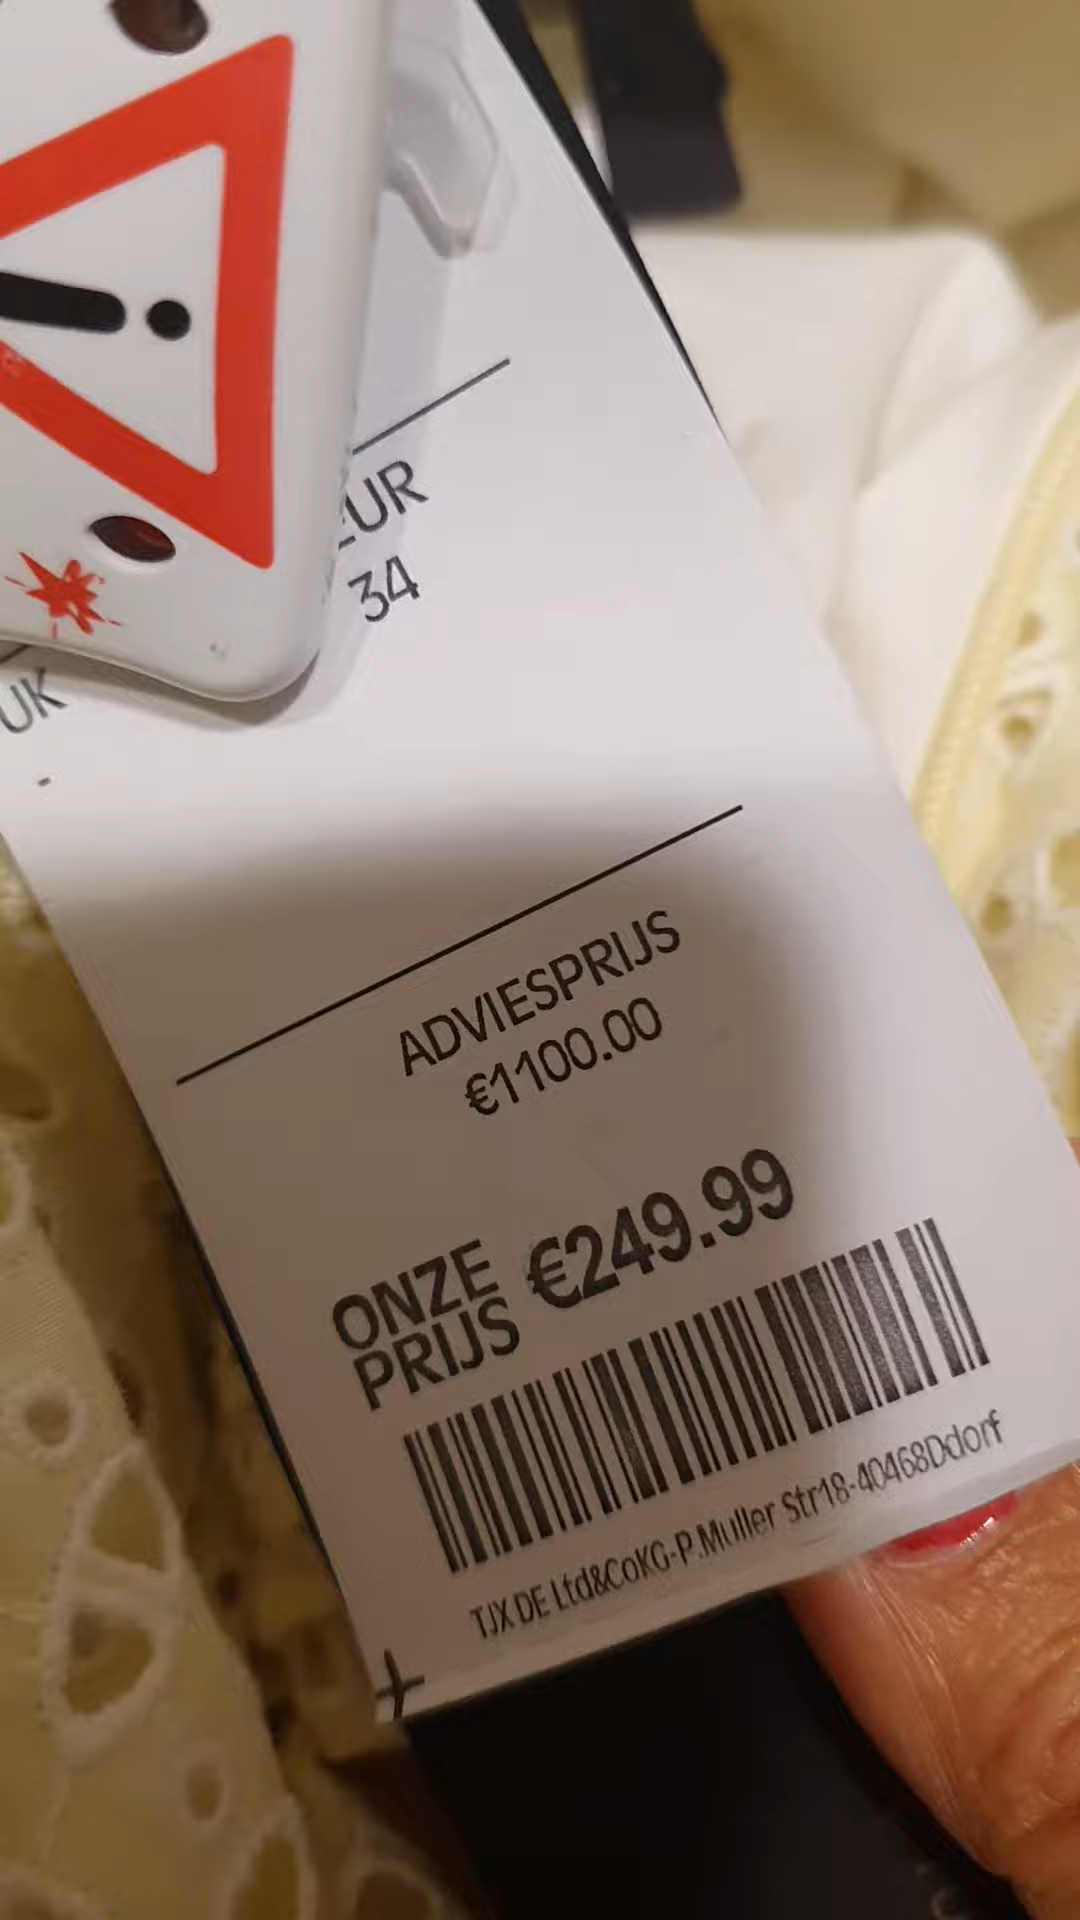 EUR
34
UK
-
ADVIESPRIJS
€1100.00
ONZE
PRIJS
€249.99
TJX DE Ltd&CoKG-P.Muller Str18-40468Ddorf